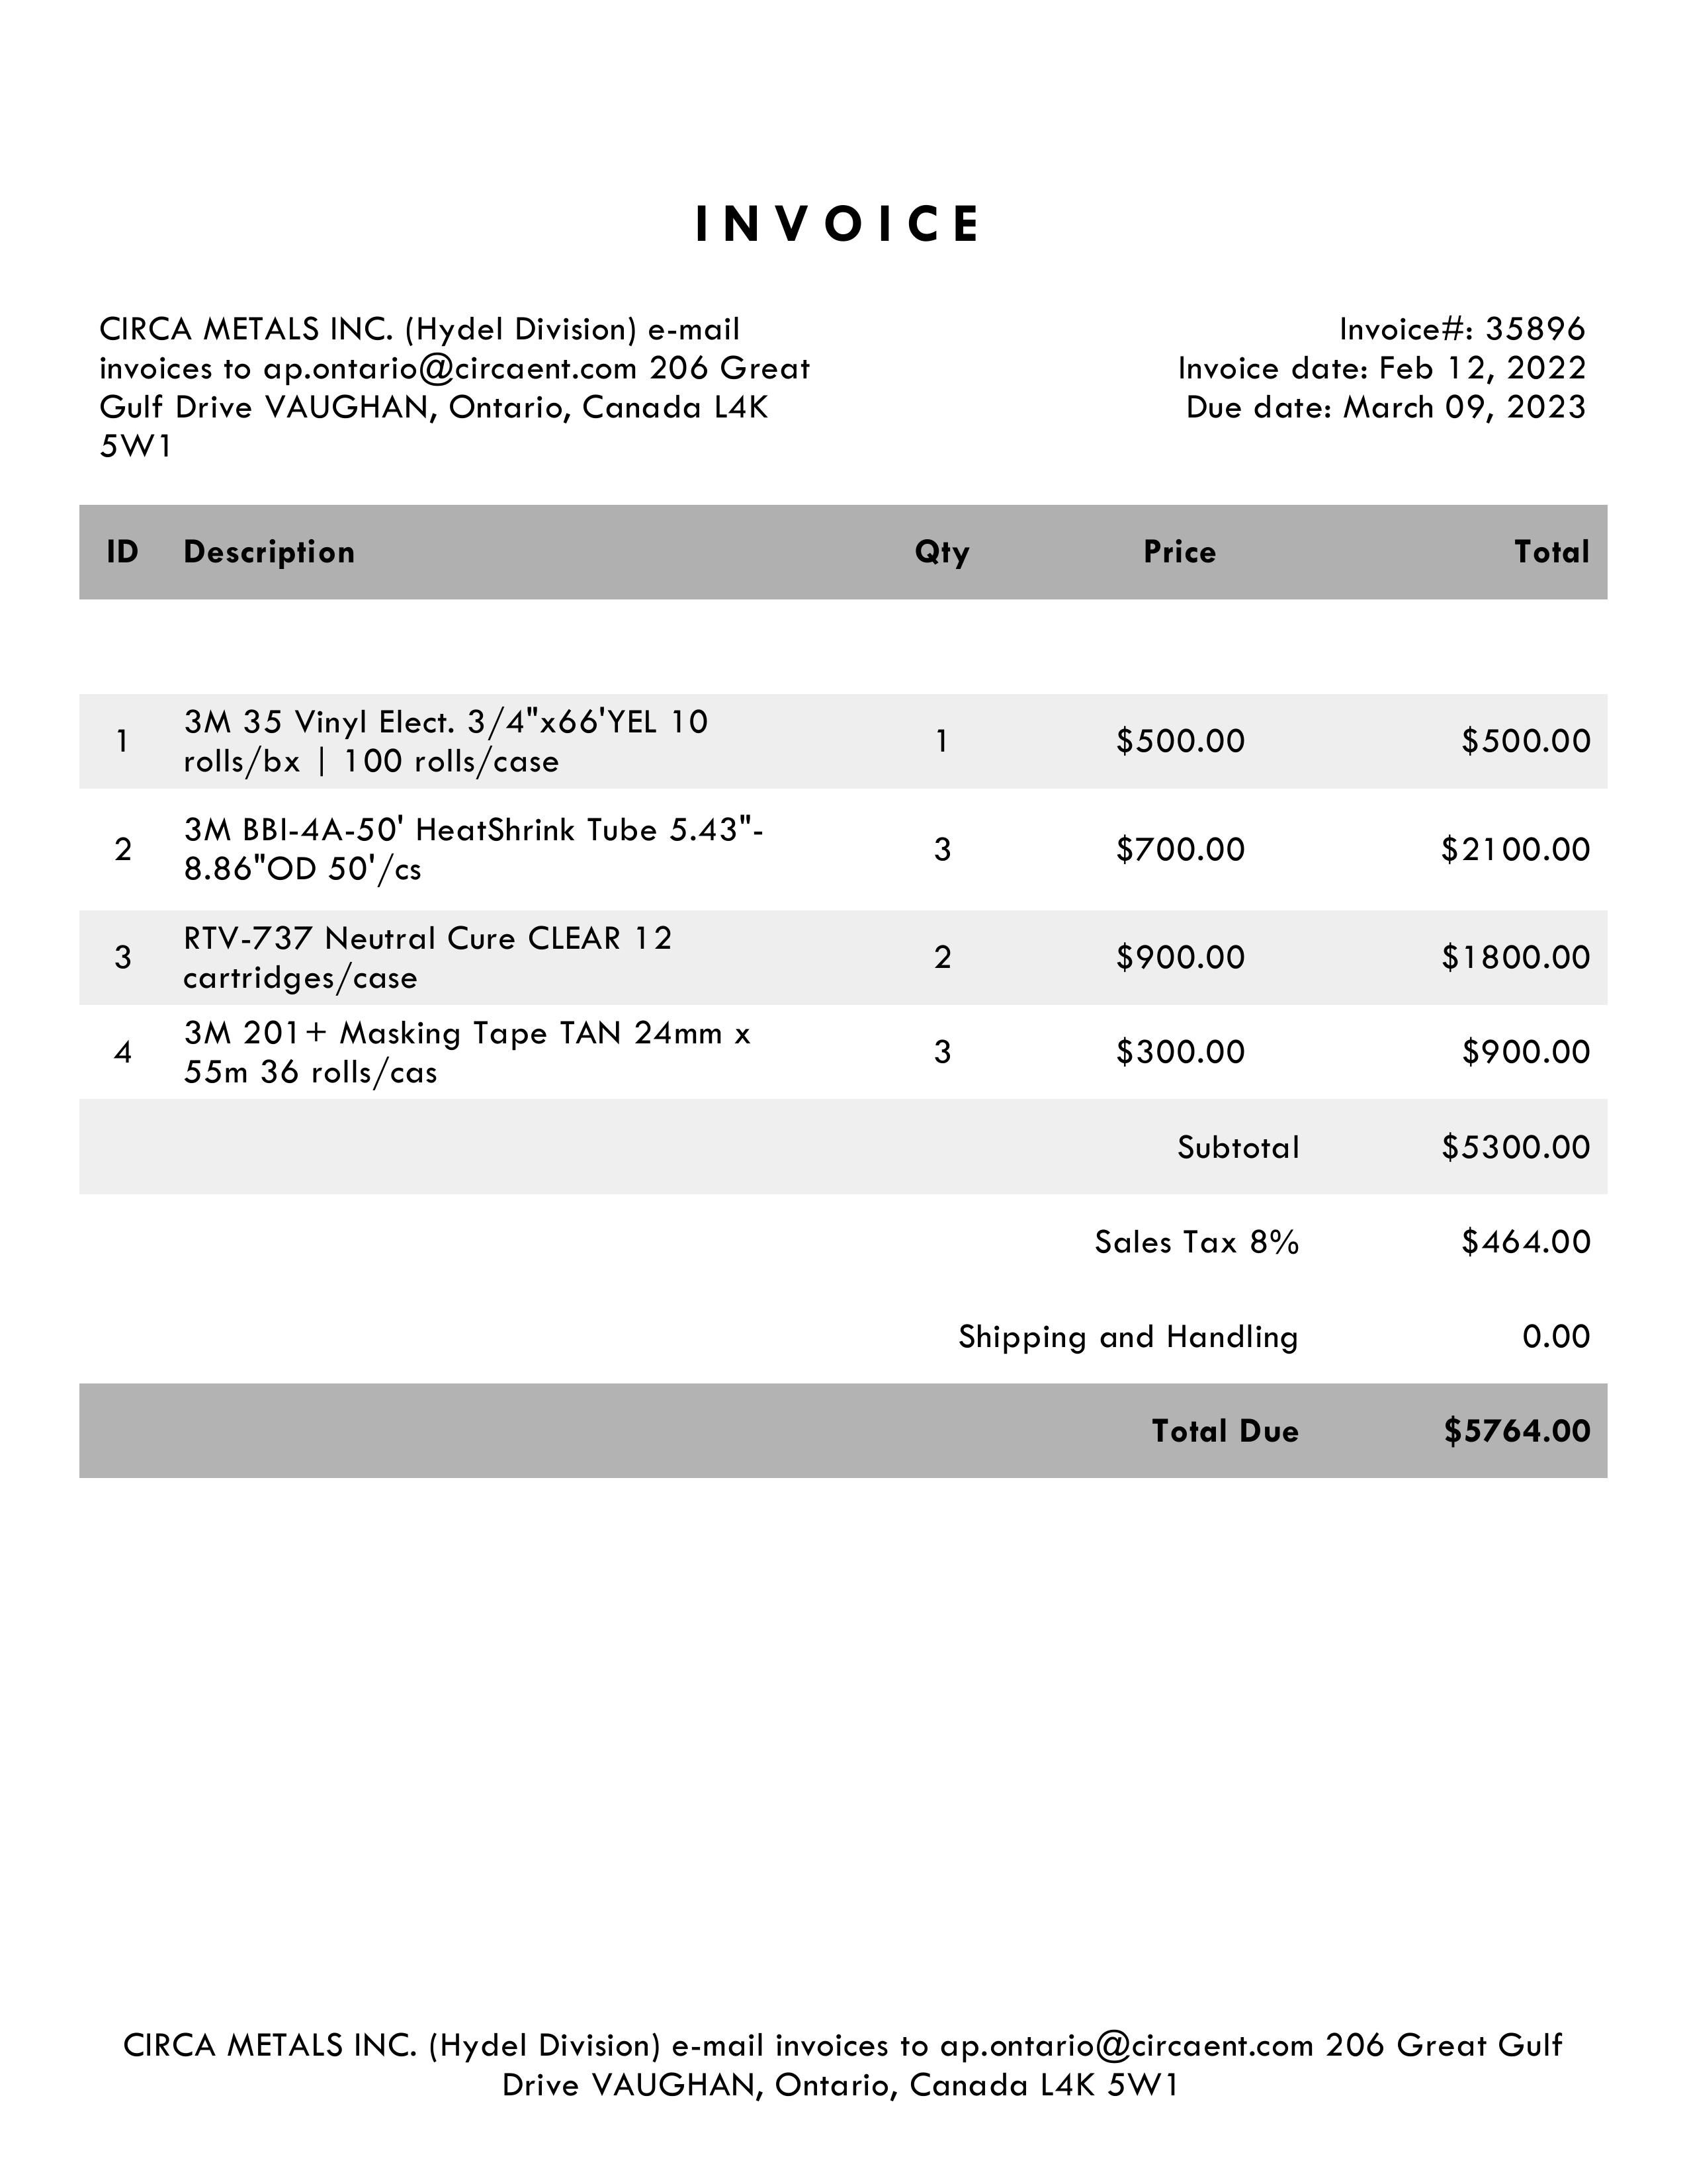 INVOICE
CIRCA METALS INC. (Hydel Division) e-mail
invoices to ap.ontario@circaent.com 206 Great
Gulf Drive VAUGHAN, Ontario, Canada L4K
5W1
Invoice#: 35896
Invoice date: Feb 12, 2022
Due date: March 09, 2023
ID Description Qty Price Total
1 3M 35 Vinyl Elect. 3/4"x66'YEL 10
rolls/bx | 100 rolls/case 1 $500.00 $500.00
2 3M BBI-4A-50' HeatShrink Tube 5.43"-
8.86"OD 50'/cs 3 $700.00 $2100.00
3 RTV-737 Neutral Cure CLEAR 12
cartridges/case 2 $900.00 $1800.00
4 3M 201+ Masking Tape TAN 24mm x
55m 36 rolls/cas 3 $300.00 $900.00
Subtotal $5300.00
Sales Tax 8% $464.00
Shipping and Handling 0.00
Total Due $5764.00
CIRCA METALS INC. (Hydel Division) e-mail invoices to ap.ontario@circaent.com 206 Great Gulf
Drive VAUGHAN, Ontario, Canada L4K 5W1